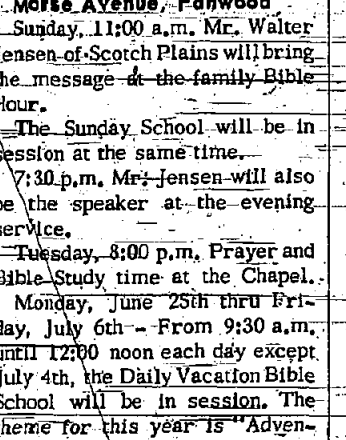 Morse Avenue, Fanwood
Sunday, 11:00 a.m. Mr. Walter
Jensen of Scotch Plains will bring
the message at the family Bible
Hour.
The Sunday School will be in
session at the same time.
7:30 p.m. Mr. Jensen will also
be the speaker at the evening
service.
Tuesday, 8:00 p.m. Prayer and
Bible Study time at the Chapel.
Monday, June 25th thru Fri-
day, July 6th - From 9:30 a.m.
until 12:00 noon each day except
July 4th, the Daily Vacation Bible
School will be in session. The
theme for this year is "Adven-